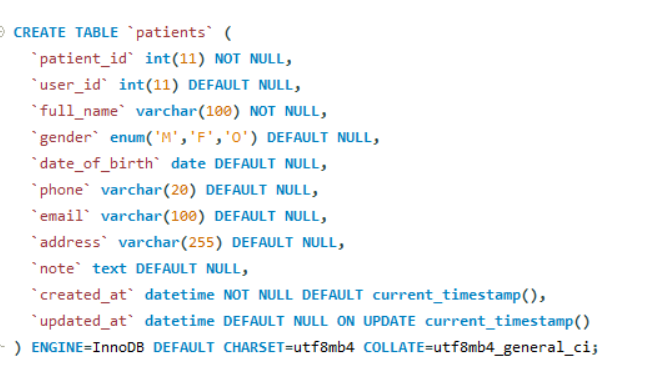 CREATE TABLE `patients` (
`patient_id` int(11) NOT NULL,
`user_id` int(11) DEFAULT NULL,
`full_name` varchar(100) NOT NULL,
`gender` enum('M','F','O') DEFAULT NULL,
`date_of_birth` date DEFAULT NULL,
`phone` varchar(20) DEFAULT NULL,
`email` varchar(100) DEFAULT NULL,
`address` varchar(255) DEFAULT NULL,
`note` text DEFAULT NULL,
`created_at` datetime NOT NULL DEFAULT current_timestamp(),
`updated_at` datetime DEFAULT NULL ON UPDATE current_timestamp()
) ENGINE=InnoDB DEFAULT CHARSET=utf8mb4 COLLATE=utf8mb4_general_ci;